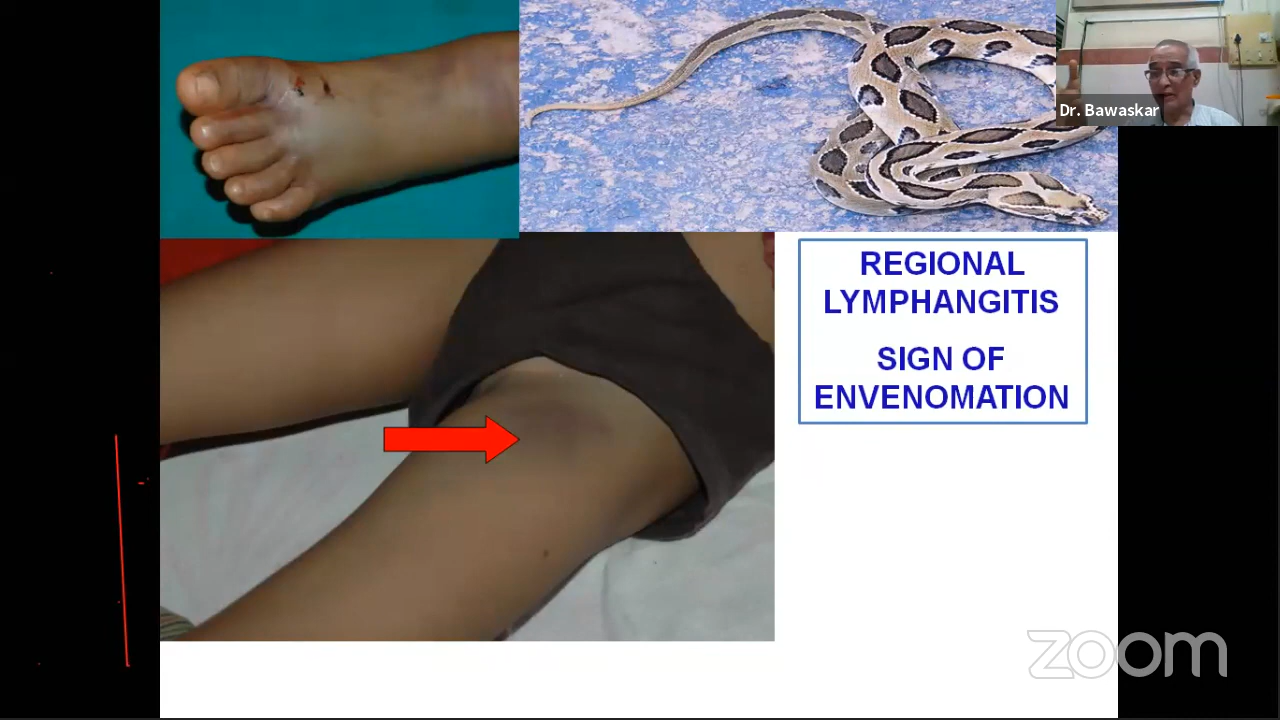 Dr. Bawaskar
REGIONAL
LYMPHANGITIS
SIGN OF
ENVENOMATION
zoom